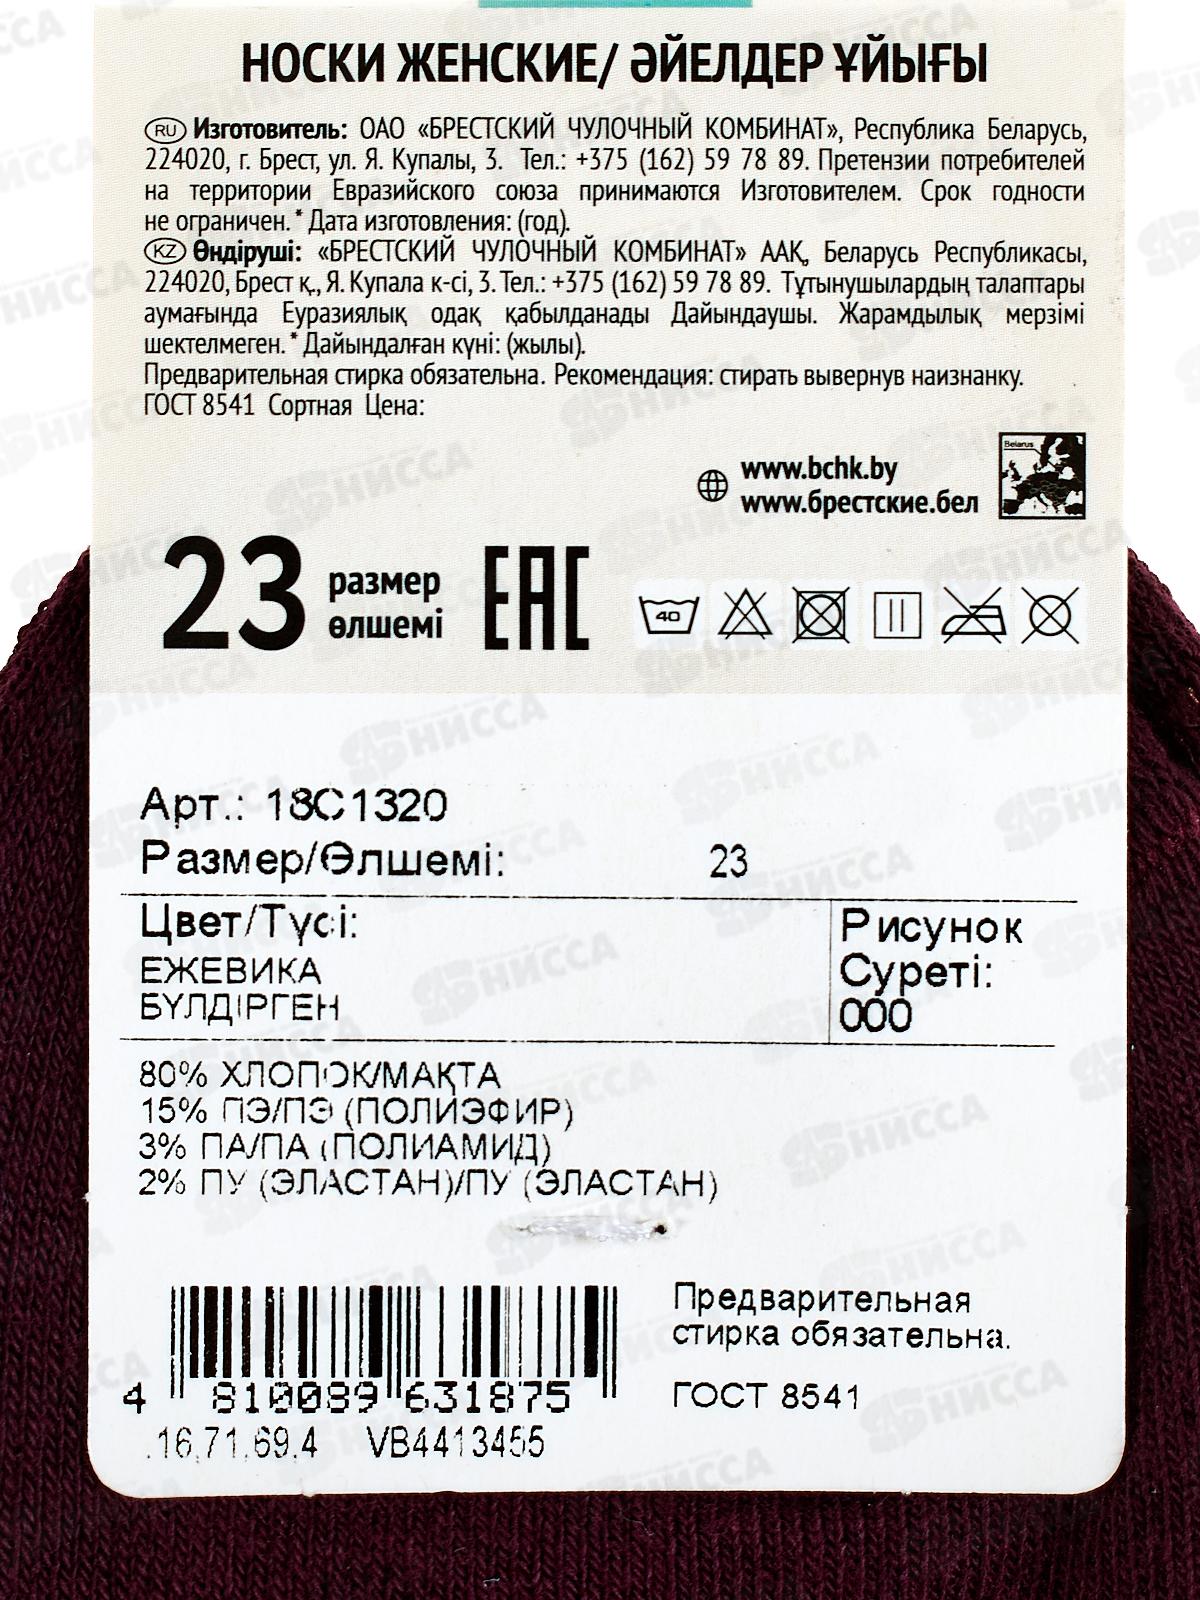 НОСКИ ЖЕНСКИЕ/ ӘЙЕЛДЕР ҰЙЫҒЫ
RU Изготовитель: ОАО «БРЕСТСКИЙ ЧУЛОЧНЫЙ КОМБИНАТ», Республика Беларусь,
224020, г. Брест, ул. Я. Купалы, 3. Тел.: +375 (162) 59 78 89. Претензии потребителей
на территории Евразийского союза принимаются Изготовителем. Срок годности
не ограничен.* Дата изготовления: (год).
KZ Өндіруші: «БРЕСТСКИЙ ЧУЛОЧНЫЙ КОМБИНАТ» ААҚ, Беларусь Республикасы,
224020, Брест қ., Я. Купала к-сі, 3. Тел.: +375 (162) 59 78 89. Тұтынушылардың талаптары
аумағында Еуразиялық одақ қабылданады Дайындаушы. Жарамдылық мерзімі
шектелмеген.* Дайындалған күні: (жылы).
Предварительная стирка обязательна. Рекомендация: стирать вывернув наизнанку.
ГОСТ 8541 Сортная Цена:
Belarus
www.bchk.by
www.брестские.бел
23 размер өлшемі EAC 40
Арт.: 18С1320
Размер/Өлшемі: 23
Цвет/Түсі:
ЕЖЕВИКА
БҮЛДІРГЕН
Рисунок
Суреті:
000
80% ХЛОПОК/МАҚТА
15% ПЭ/ПЭ (ПОЛИЭФИР)
3% ПА/ПА (ПОЛИАМИД)
2% ПУ (ЭЛАСТАН)/ПУ (ЭЛАСТАН)
Предварительная
стирка обязательна.
ГОСТ 8541
4 810089 631875
.16.71.69.4 VB4413455
НИССА